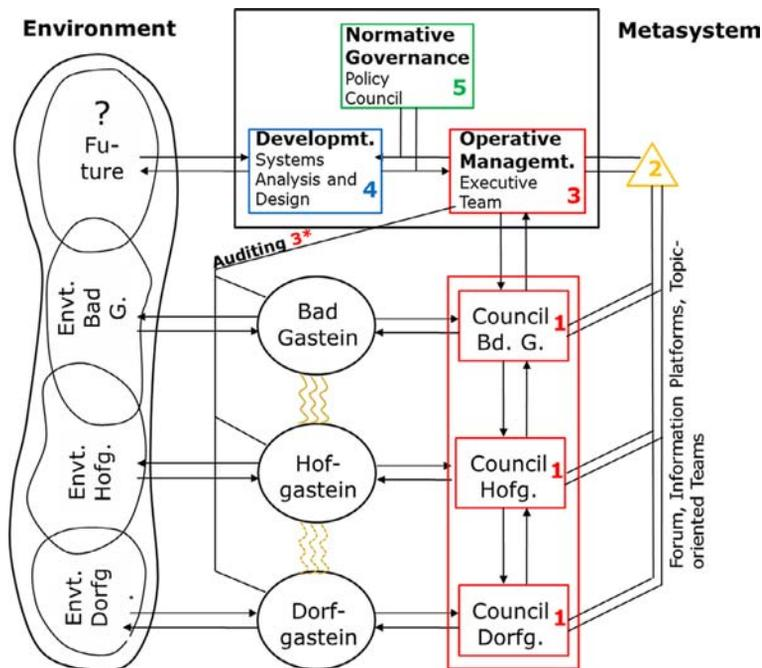 Environment
Metasystem
Normative
Governance
Policy
Council
5
?
Fu-
ture
Developmt.
Systems
Analysis and
Design
4
Operative
Managemt.
Executive
Team
3
2
Auditing 3*
Envt.
Bad
G.
Bad
Gastein
Council
Bd. G.
1
Envt.
Hofg.
Hof-
gastein
Council
Hofg.
1
Envt.
Dorfg.
Dorf-
gastein
Council
Dorfg.
1
Forum, Information Platforms, Topic-
oriented Teams